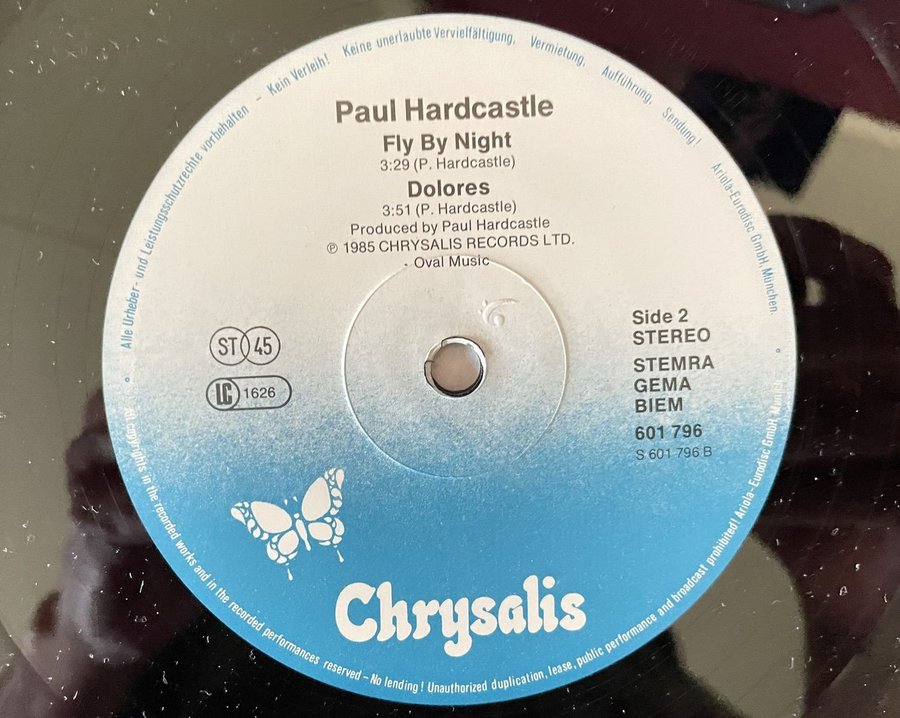 Alle Urheber- und Leistungsschutzrechte vorbehalten – Kein Verleih! Keine unerlaubte Vervielfältigung, Vermietung, Aufführung, Sendung! Ariola-Eurodisc GmbH, München.
Paul Hardcastle
Fly By Night
3:29 (P. Hardcastle)
Dolores
3:51 (P. Hardcastle)
Produced by Paul Hardcastle
℗ 1985 CHRYSALIS RECORDS LTD.
· Oval Music
ST 45
LC 1626
Side 2
STEREO
STEMRA
GEMA
BIEM
601 796
S 601 796 B
Chrysalis
All copyrights in the recorded works and in the recorded performances reserved – No lending! Unauthorized duplication, lease, public performance and broadcast prohibited! Ariola-Eurodisc GmbH, Munich.